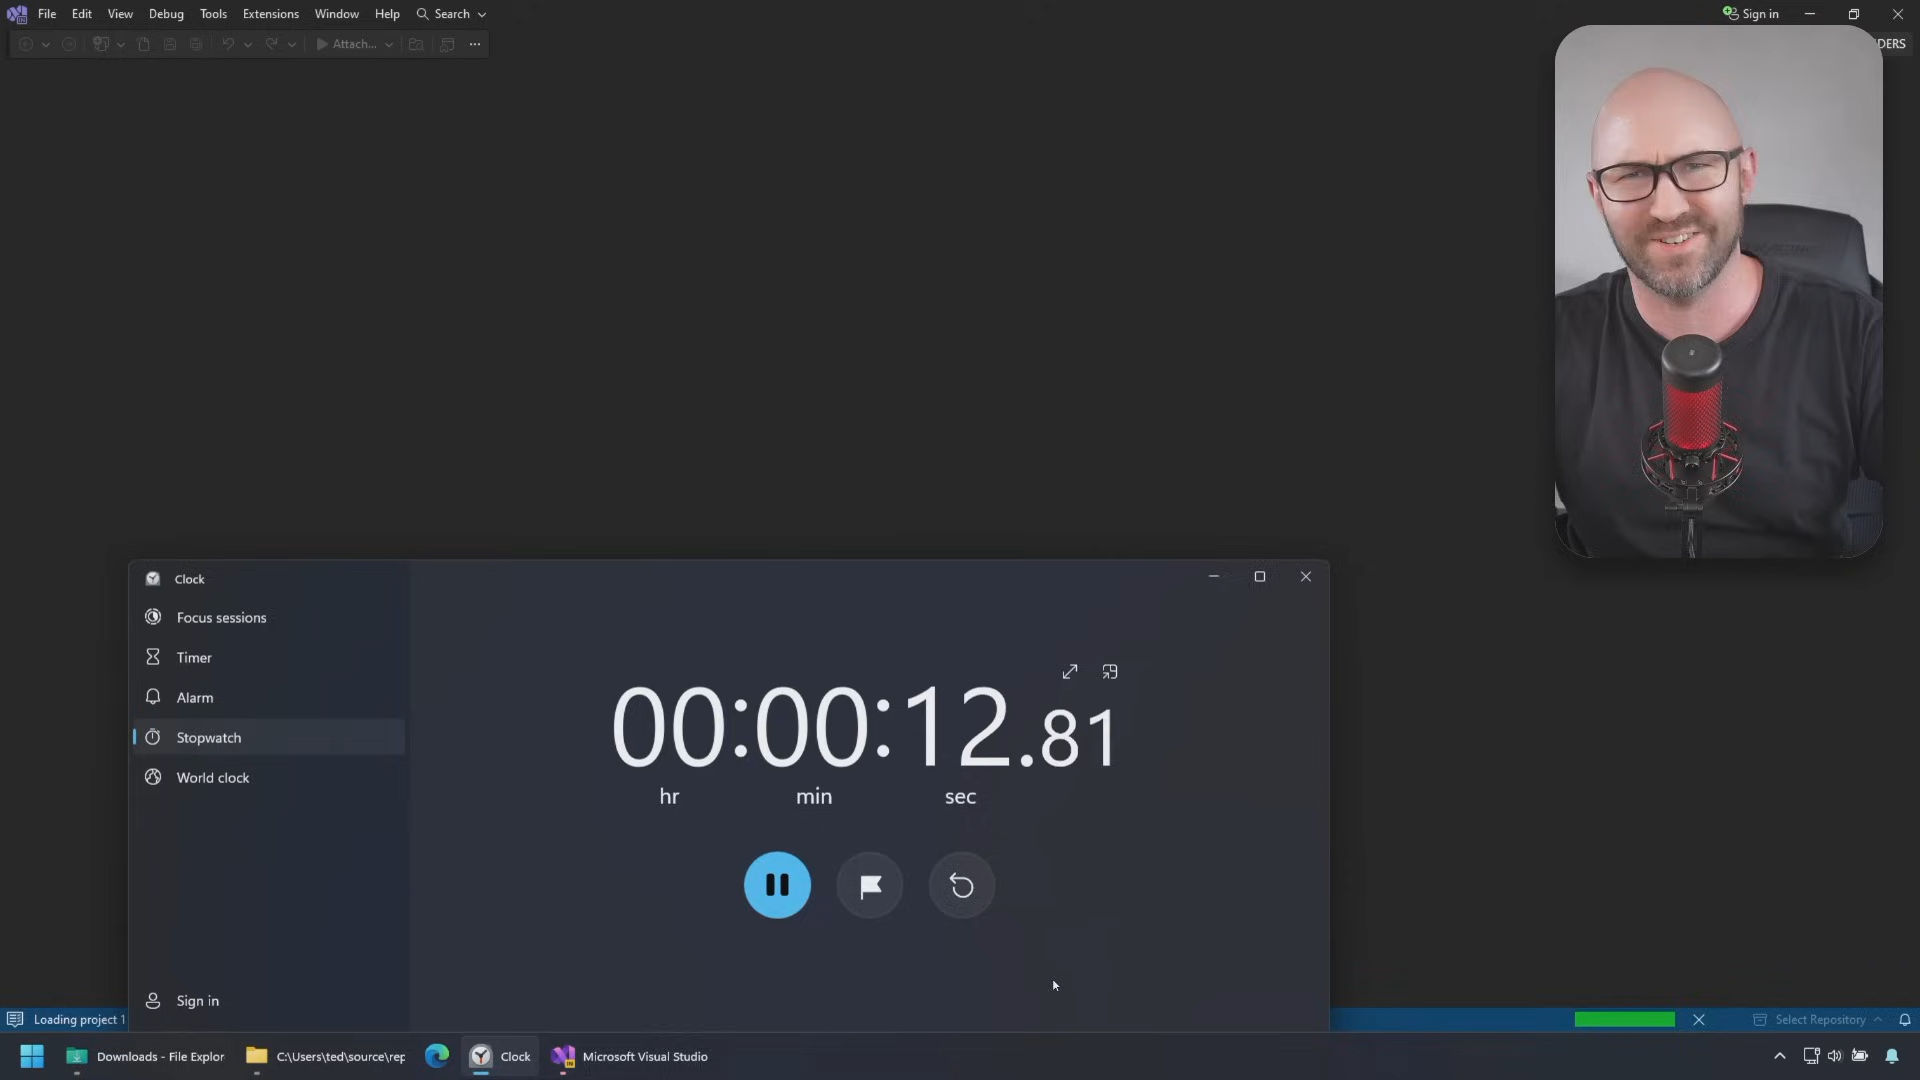 File Edit View Debug Tools Extensions Window Help Search
Sign in
Attach...
DERS
Clock
Focus sessions
Timer
Alarm
Stopwatch
World clock
00:00:12.81
hr min sec
Sign in
Loading project 1
Select Repository
Downloads - File Explor
C:\Users\ted\source\rep
Clock
Microsoft Visual Studio